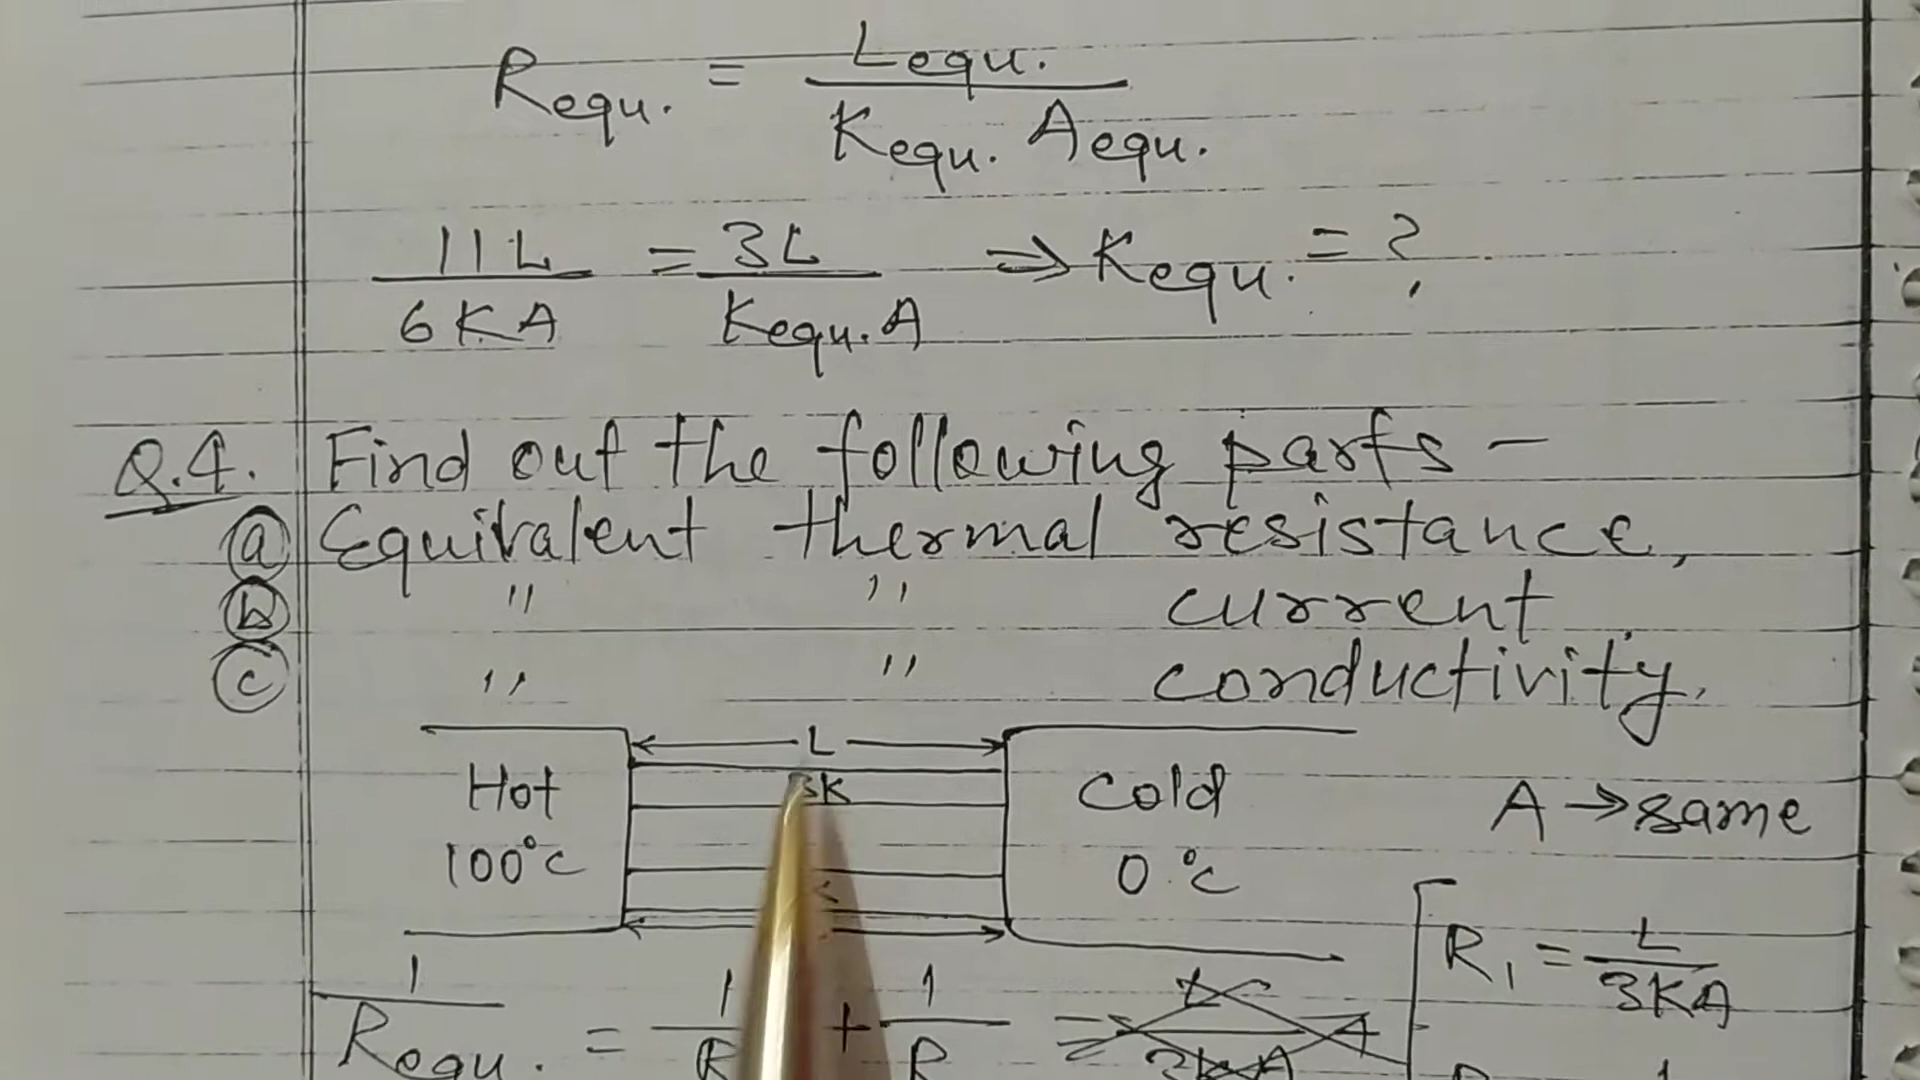 Requ. = Lequ. / Kequ. Aequ.
11L / 6KA = 3L / Kequ. A ⇒ Kequ. = ?
Q.4. Find out the following parts –
(a) Equivalent thermal resistance,
(b) " " current
(c) " " conductivity.
L
3K
Hot
100°C
Cold
0°C
A → same
R1 = L / 3KA
1 / Requ. = 1 / R + 1 / R =